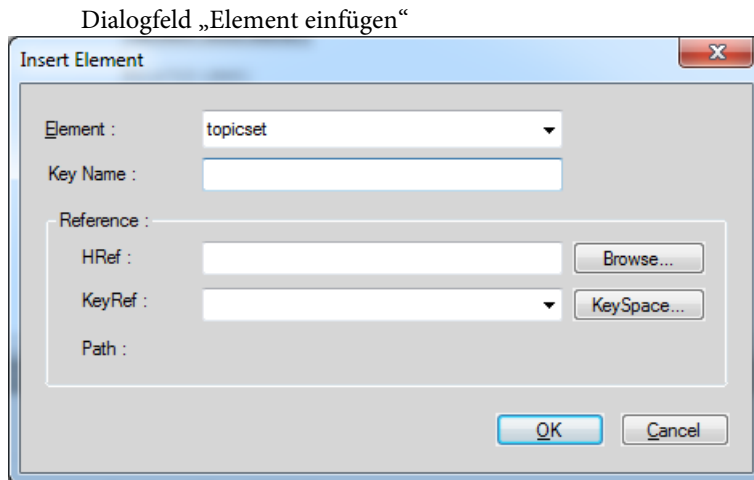 Dialogfeld „Element einfügen“
Insert Element
Element :
topicset
Key Name :
Reference :
HRef :
Browse...
KeyRef :
KeySpace...
Path :
OK
Cancel